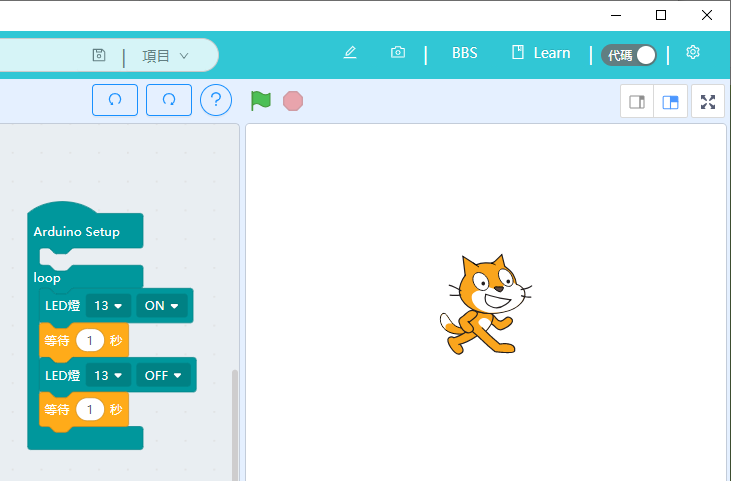 項目
BBS
Learn
代碼
?
Arduino Setup
loop
LED燈 13 ON
等待 1 秒
LED燈 13 OFF
等待 1 秒